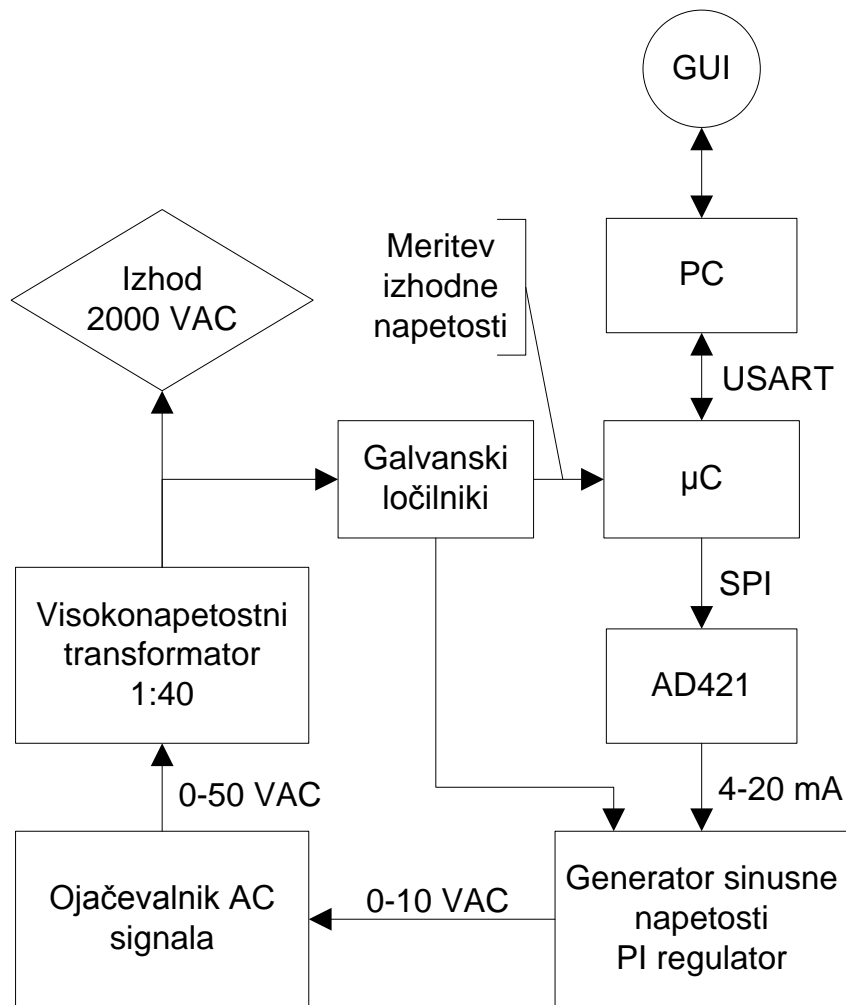 GUI
PC
USART
Izhod
2000 VAC
Meritev
izhodne
napetosti
Galvanski
ločilniki
µC
SPI
Visokonapetostni
transformator
1:40
AD421
0-50 VAC
4-20 mA
Ojačevalnik AC
signala
0-10 VAC
Generator sinusne
napetosti
PI regulator